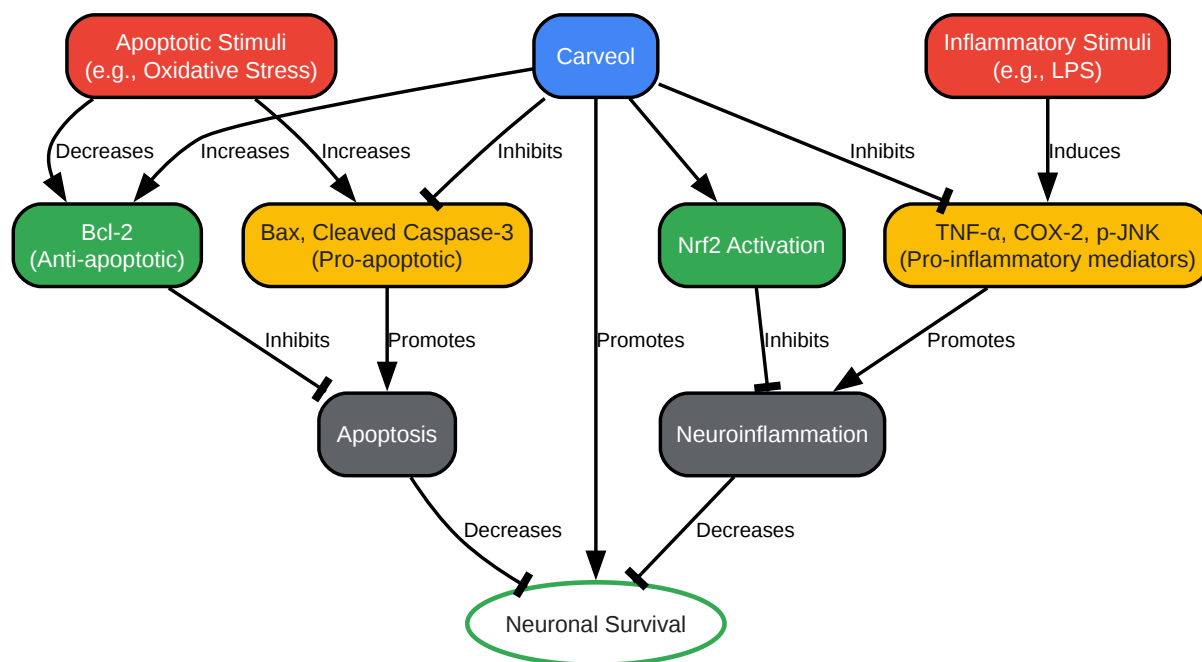 Apoptotic Stimuli
(e.g., Oxidative Stress)
Carveol
Inflammatory Stimuli
(e.g., LPS)
Decreases
Increases
Increases
Inhibits
Inhibits
Induces
Bcl-2
(Anti-apoptotic)
Bax, Cleaved Caspase-3
(Pro-apoptotic)
Nrf2 Activation
TNF-α, COX-2, p-JNK
(Pro-inflammatory mediators)
Inhibits
Promotes
Promotes
Inhibits
Promotes
Apoptosis
Neuroinflammation
Decreases
Decreases
Neuronal Survival